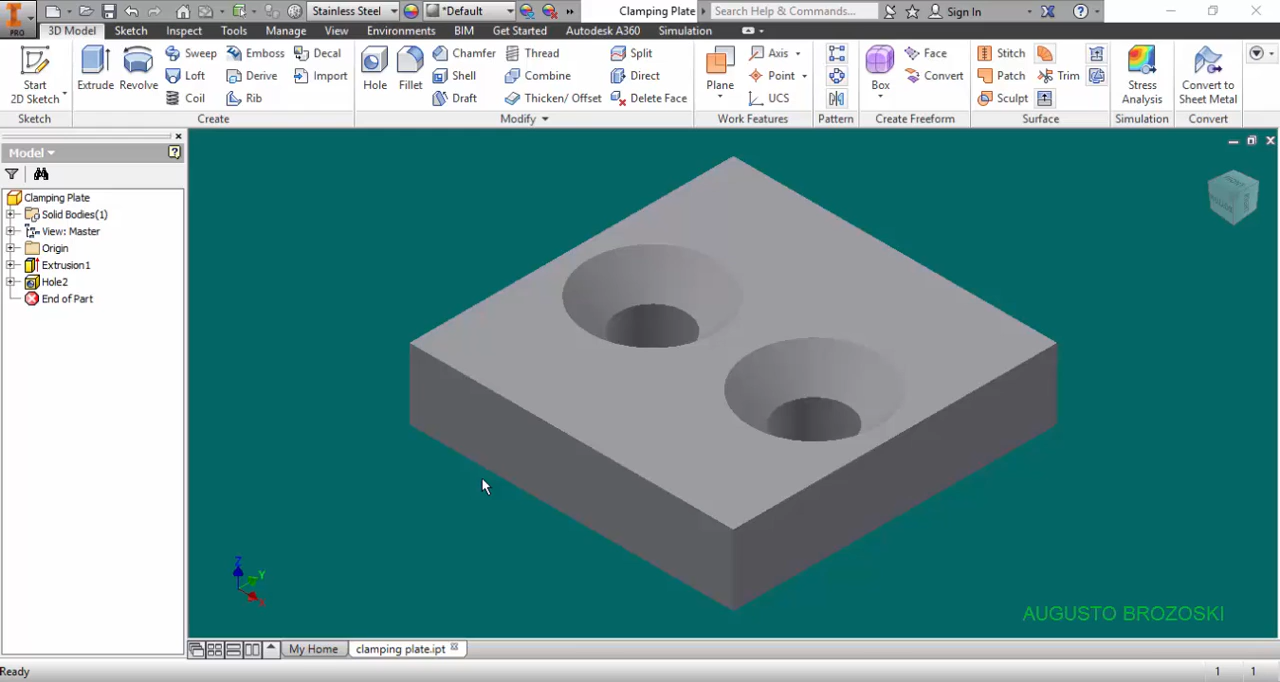 PRO
Stainless Steel
*Default
Clamping Plate
Search Help & Commands...
Sign In
3D Model Sketch Inspect Tools Manage View Environments BIM Get Started Autodesk A360 Simulation
Start
2D Sketch
Extrude
Revolve
Sweep
Emboss
Decal
Loft
Derive
Import
Coil
Rib
Hole
Fillet
Chamfer
Thread
Split
Shell
Combine
Direct
Draft
Thicken/ Offset
Delete Face
Plane
Axis
Point
UCS
Box
Face
Convert
Stitch
Patch
Trim
Sculpt
Stress
Analysis
Convert to
Sheet Metal
Sketch Create Modify Work Features Pattern Create Freeform Surface Simulation Convert
Model
Clamping Plate
Solid Bodies(1)
View: Master
Origin
Extrusion1
Hole2
End of Part
Z
Y
X
AUGUSTO BROZOSKI
My Home
clamping plate.ipt
Ready
1 1